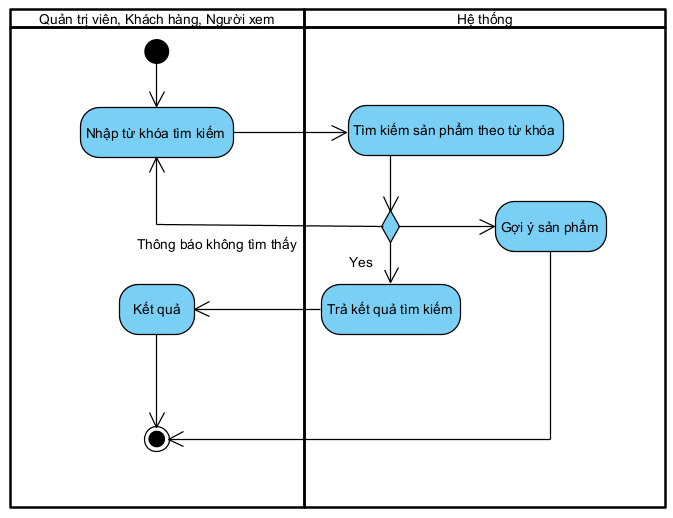 Quản trị viên, Khách hàng, Người xem
Hệ thống
Nhập từ khóa tìm kiếm
Tìm kiếm sản phẩm theo từ khóa
Gợi ý sản phẩm
Thông báo không tìm thấy
Yes
Kết quả
Trả kết quả tìm kiếm